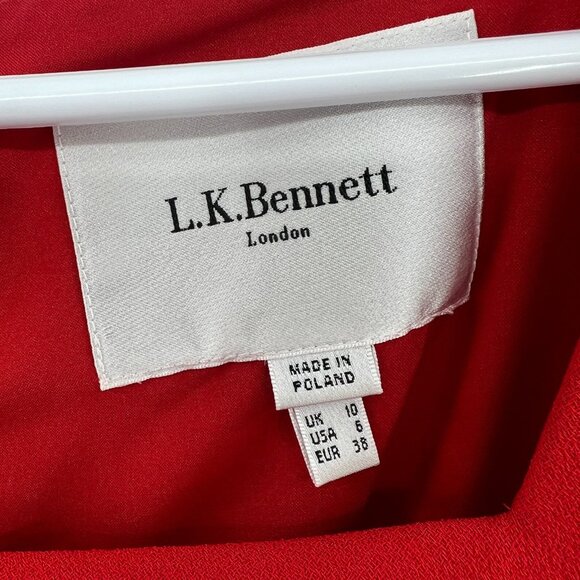 L.K.Bennett
London
MADE IN
POLAND
UK 10
USA 6
EUR 38